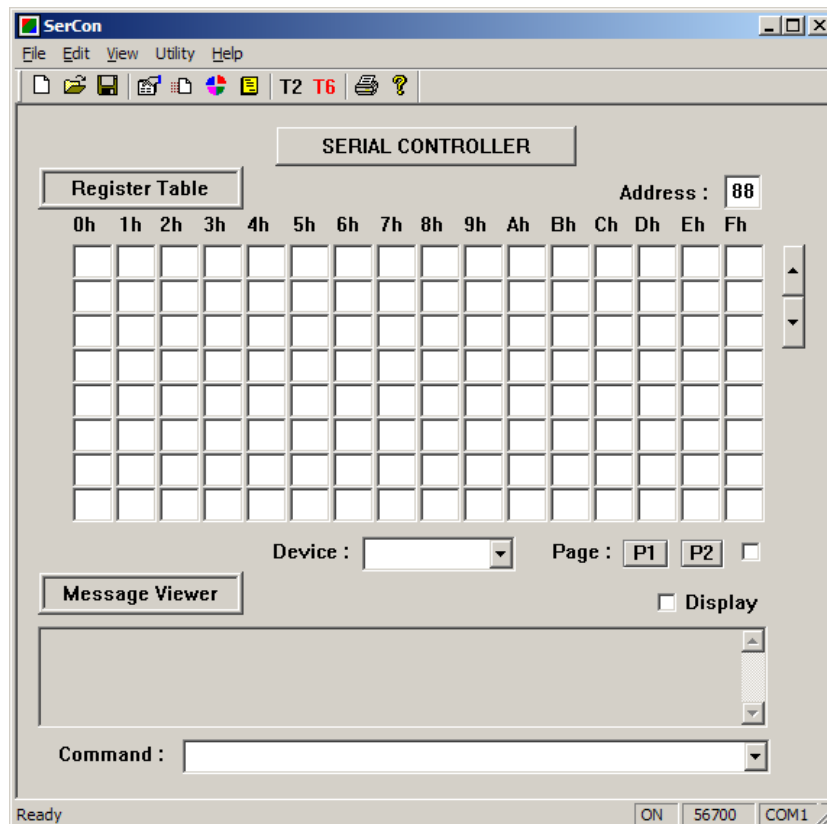 SerCon
File Edit View Utility Help
T2 T6
SERIAL CONTROLLER
Register Table
Address : 88
0h 1h 2h 3h 4h 5h 6h 7h 8h 9h Ah Bh Ch Dh Eh Fh
Device : Page : P1 P2
Message Viewer
Display
Command :
Ready ON 56700 COM1